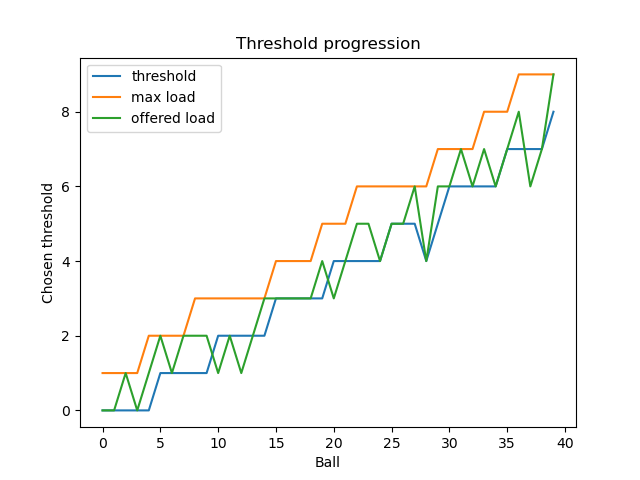 Threshold progression
threshold
max load
offered load
Chosen threshold
8
6
4
2
0
0 5 10 15 20 25 30 35 40
Ball